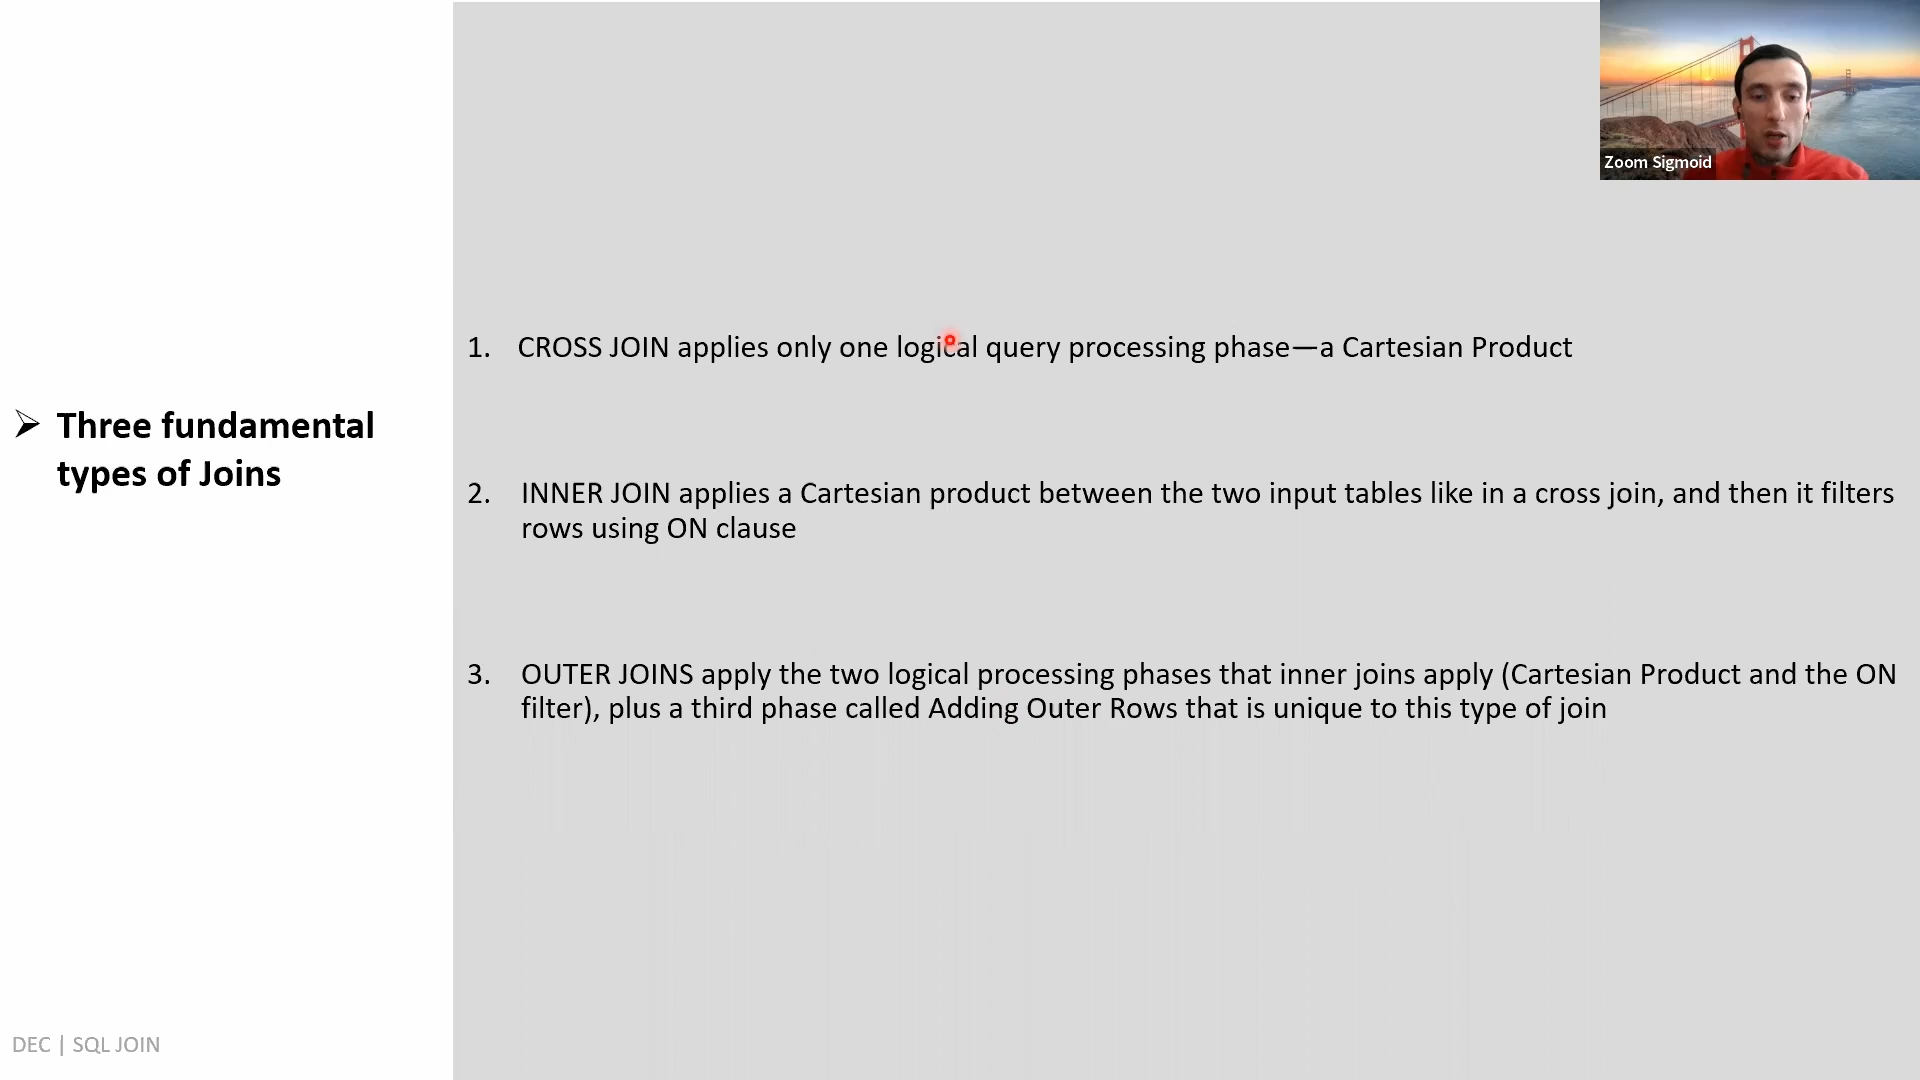 Zoom Sigmoid
➢ Three fundamental
types of Joins
1. CROSS JOIN applies only one logical query processing phase—a Cartesian Product
2. INNER JOIN applies a Cartesian product between the two input tables like in a cross join, and then it filters
rows using ON clause
3. OUTER JOINS apply the two logical processing phases that inner joins apply (Cartesian Product and the ON
filter), plus a third phase called Adding Outer Rows that is unique to this type of join
DEC | SQL JOIN